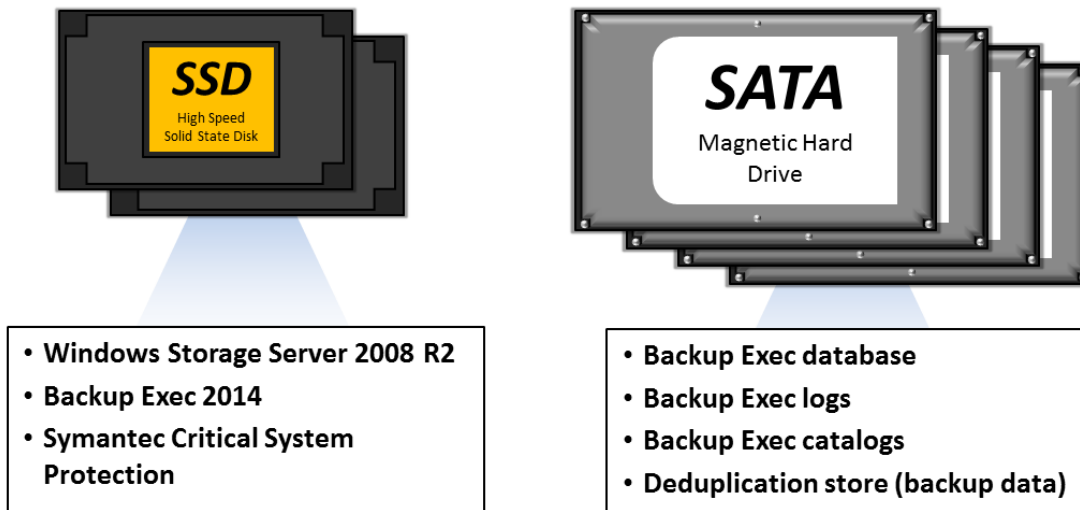 SSD
High Speed
Solid State Disk
SATA
Magnetic Hard
Drive
• Windows Storage Server 2008 R2
• Backup Exec 2014
• Symantec Critical System
Protection
• Backup Exec database
• Backup Exec logs
• Backup Exec catalogs
• Deduplication store (backup data)